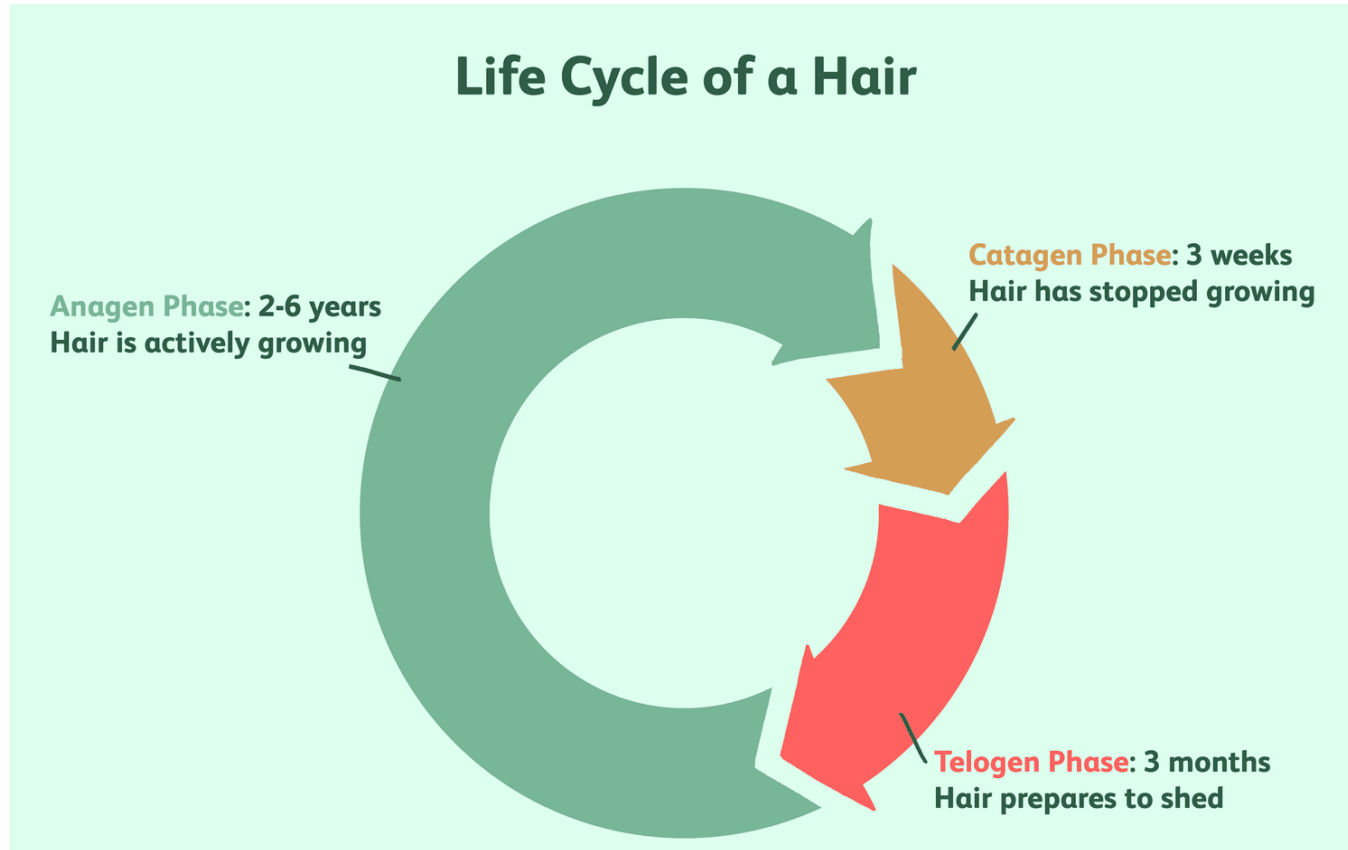 Life Cycle of a Hair
Anagen Phase: 2-6 years
Hair is actively growing
Catagen Phase: 3 weeks
Hair has stopped growing
Telogen Phase: 3 months
Hair prepares to shed